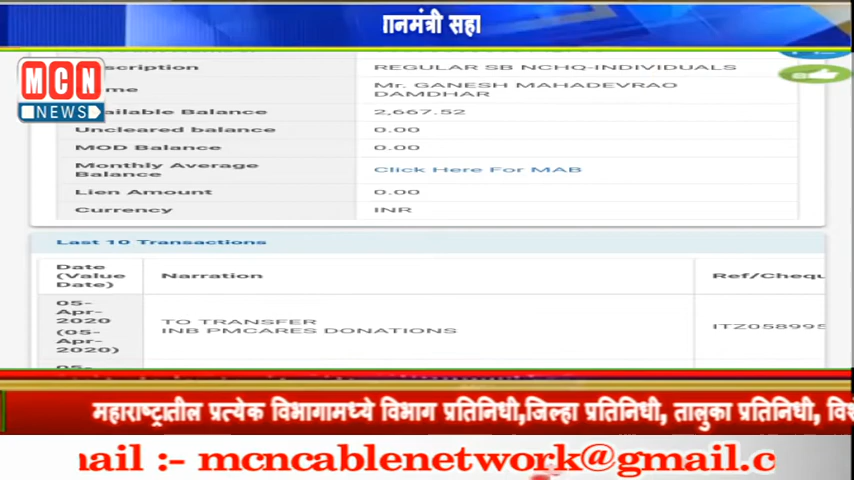 ानमंत्री सहा
MCN
NEWS
scription REGULAR SB NCHQ-INDIVIDUALS
me Mr. GANESH MAHADEVRAO
DAMDHAR
ailable Balance 2,667.52
Uncleared balance 0.00
MOD Balance 0.00
Monthly Average
Balance Click Here For MAB
Lien Amount 0.00
Currency INR
Last 10 Transactions
Date
(Value
Date) Narration Ref/Chequ
05-
Apr-
2020
(05-
Apr-
2020) TO TRANSFER
INB PMCARES DONATIONS ITZ058995
महाराष्ट्रातील प्रत्येक विभागामध्ये विभाग प्रतिनिधी,जिल्हा प्रतिनिधी, तालुका प्रतिनिधी, विशे
ail :- mcncablenetwork@gmail.c